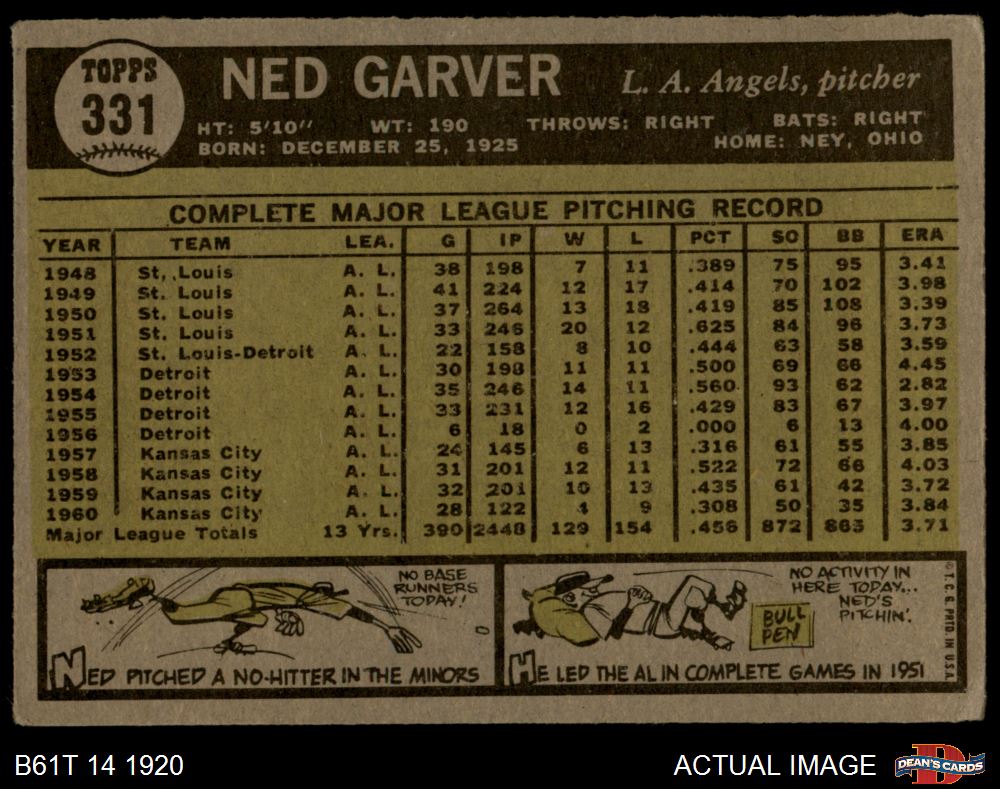 TOPPS
331
NED GARVER
L. A. Angels, pitcher
HT: 5'10" WT: 190 THROWS: RIGHT BATS: RIGHT
BORN: DECEMBER 25, 1925 HOME: NEY, OHIO
COMPLETE MAJOR LEAGUE PITCHING RECORD
YEAR TEAM LEA. G IP W L PCT SO BB ERA
1948 St. Louis A. L. 38 198 7 11 .389 75 95 3.41
1949 St. Louis A. L. 41 224 12 17 .414 70 102 3.98
1950 St. Louis A. L. 37 264 13 18 .419 85 108 3.39
1951 St. Louis A. L. 33 246 20 12 .625 84 96 3.73
1952 St. Louis-Detroit A. L. 22 158 8 10 .444 63 58 3.59
1953 Detroit A. L. 30 198 11 11 .500 69 66 4.45
1954 Detroit A. L. 35 246 14 11 .560 93 62 2.82
1955 Detroit A. L. 33 231 12 16 .429 83 67 3.97
1956 Detroit A. L. 6 18 0 2 .000 6 13 4.00
1957 Kansas City A. L. 24 145 6 13 .316 61 55 3.85
1958 Kansas City A. L. 31 201 12 11 .522 72 66 4.03
1959 Kansas City A. L. 32 201 10 13 .435 61 42 3.72
1960 Kansas City A. L. 28 122 4 9 .308 50 35 3.84
Major League Totals 13 Yrs. 390 2448 129 154 .456 872 865 3.71
NO BASE
RUNNERS
TODAY!
NED PITCHED A NO-HITTER IN THE MINORS
NO ACTIVITY IN
HERE TODAY...
NED'S
PITCHIN'.
BULL
PEN
HE LED THE AL IN COMPLETE GAMES IN 1951
© T. C. G. PRTD. IN U.S.A.
B61T 14 1920
ACTUAL IMAGE
DEAN'S CARDS